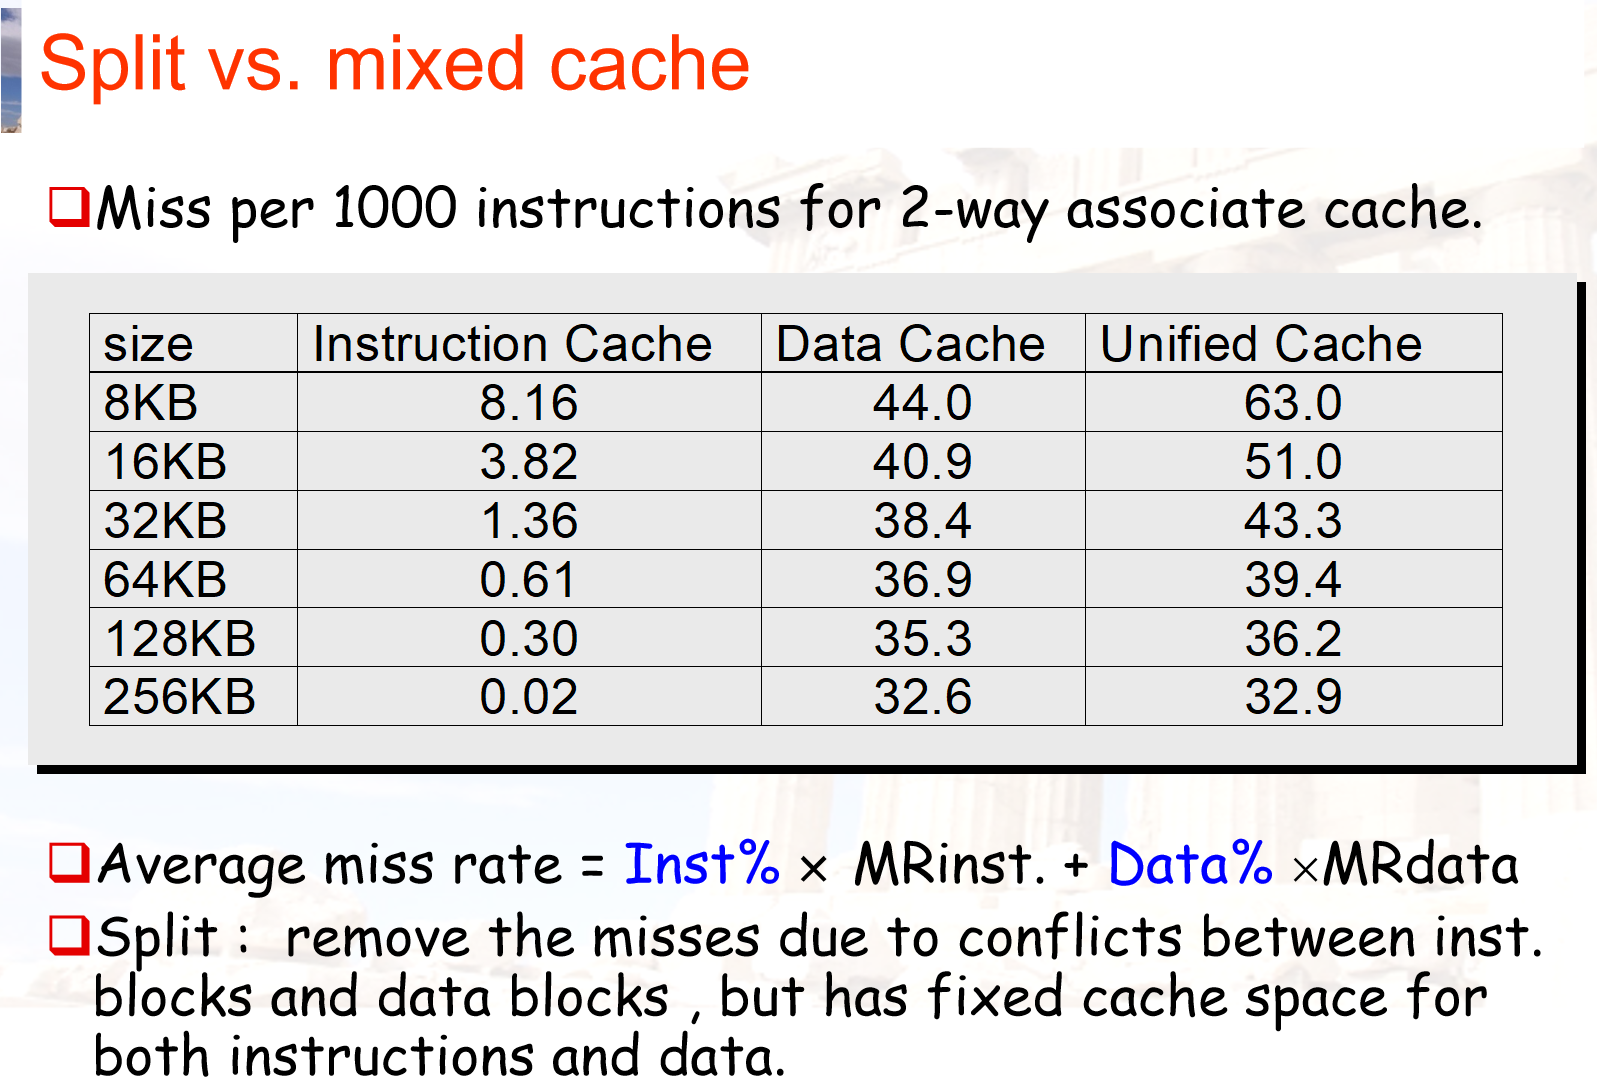 Split vs. mixed cache
Miss per 1000 instructions for 2-way associate cache.
size Instruction Cache Data Cache Unified Cache
8KB 8.16 44.0 63.0
16KB 3.82 40.9 51.0
32KB 1.36 38.4 43.3
64KB 0.61 36.9 39.4
128KB 0.30 35.3 36.2
256KB 0.02 32.6 32.9
Average miss rate = Inst% × MRinst. + Data% ×MRdata
Split : remove the misses due to conflicts between inst.
blocks and data blocks , but has fixed cache space for
both instructions and data.